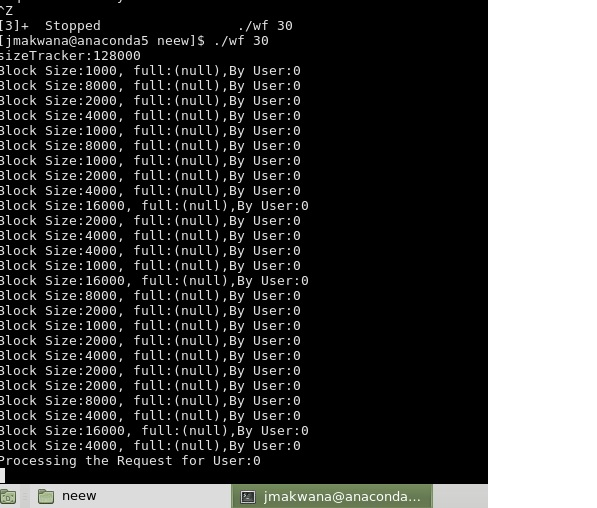 ^Z
[3]+  Stopped                 ./wf 30
[jmakwana@anaconda5 neew]$ ./wf 30
sizeTracker:128000
Block Size:1000, full:(null),By User:0
Block Size:8000, full:(null),By User:0
Block Size:2000, full:(null),By User:0
Block Size:4000, full:(null),By User:0
Block Size:1000, full:(null),By User:0
Block Size:8000, full:(null),By User:0
Block Size:1000, full:(null),By User:0
Block Size:2000, full:(null),By User:0
Block Size:4000, full:(null),By User:0
Block Size:16000, full:(null),By User:0
Block Size:2000, full:(null),By User:0
Block Size:4000, full:(null),By User:0
Block Size:4000, full:(null),By User:0
Block Size:1000, full:(null),By User:0
Block Size:16000, full:(null),By User:0
Block Size:8000, full:(null),By User:0
Block Size:2000, full:(null),By User:0
Block Size:1000, full:(null),By User:0
Block Size:2000, full:(null),By User:0
Block Size:4000, full:(null),By User:0
Block Size:2000, full:(null),By User:0
Block Size:2000, full:(null),By User:0
Block Size:8000, full:(null),By User:0
Block Size:4000, full:(null),By User:0
Block Size:16000, full:(null),By User:0
Block Size:4000, full:(null),By User:0
Processing the Request for User:0
neew
jmakwana@anaconda...